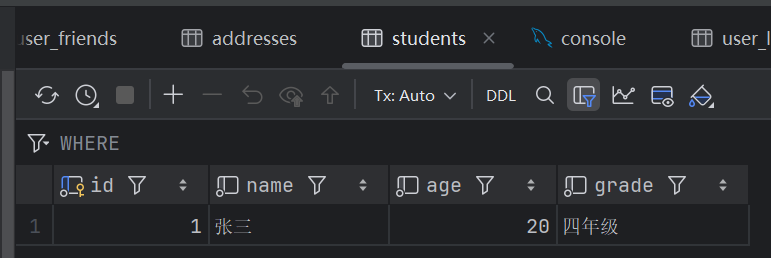 user_friends addresses students console user_l
Tx: Auto DDL
WHERE
id name age grade
1 1 张三 20 四年级